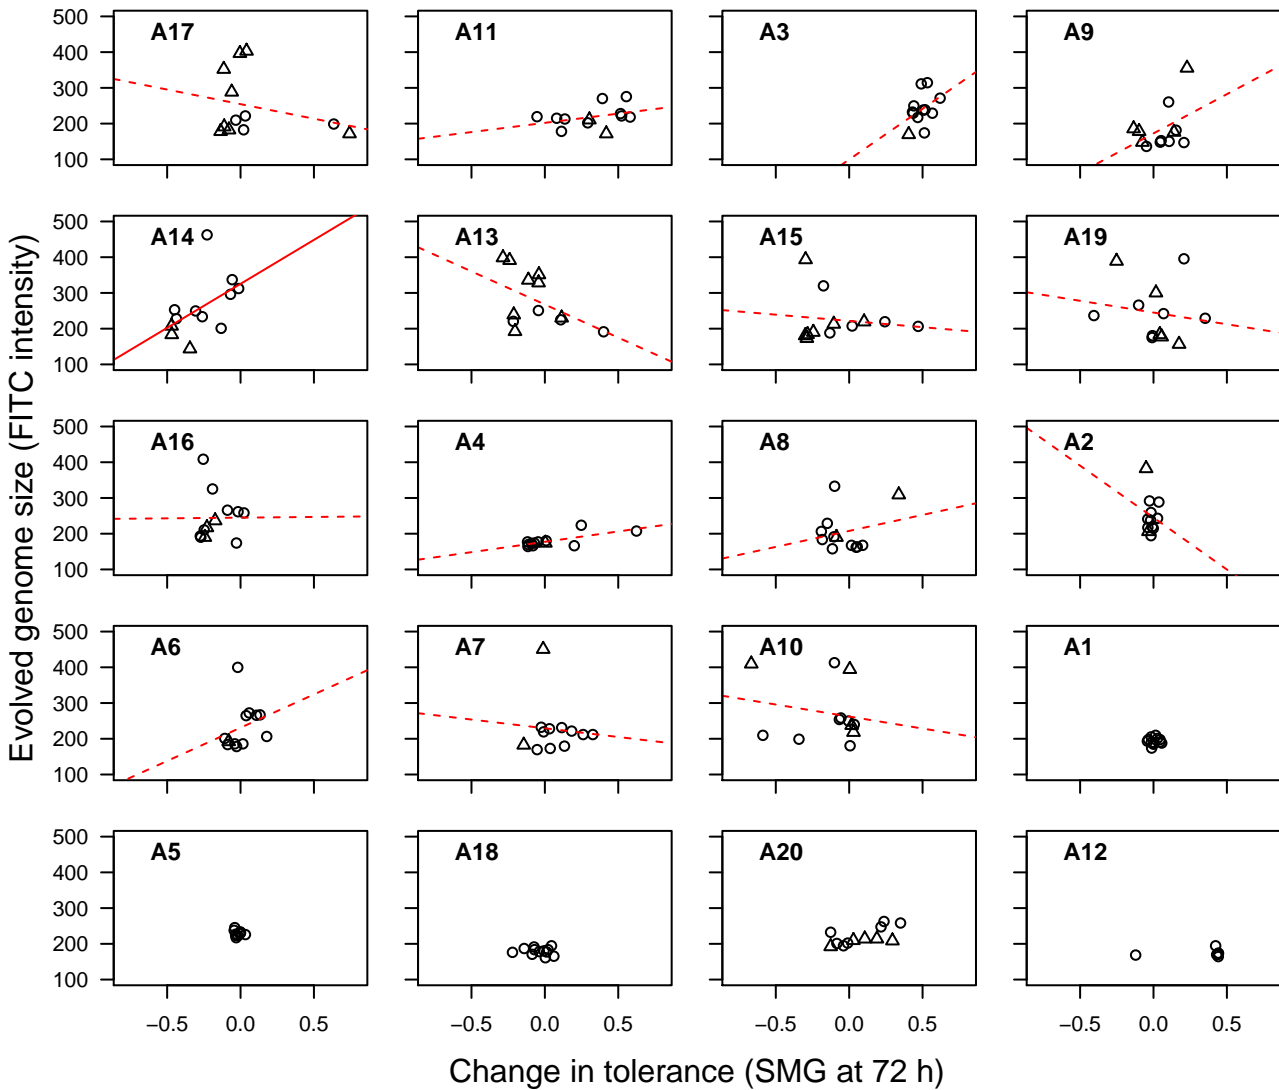 Evolved genome size (FITC intensity)
500 A17 A11 A3 A9
400
300
200
100
500 A14 A13 A15 A19
400
300
200
100
500 A16 A4 A8 A2
400
300
200
100
500 A6 A7 A10 A1
400
300
200
100
500 A5 A18 A20 A12
400
300
200
100
−0.5 0.0 0.5 −0.5 0.0 0.5 −0.5 0.0 0.5 −0.5 0.0 0.5
Change in tolerance (SMG at 72 h)